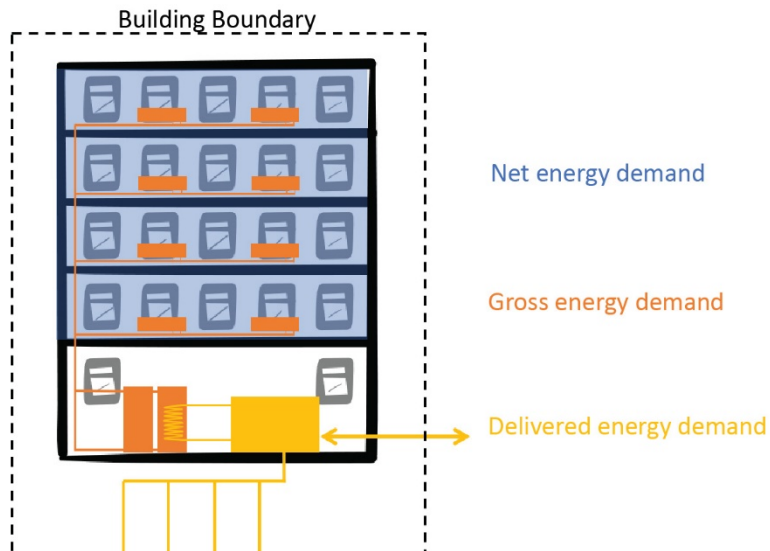 Building Boundary
Net energy demand
Gross energy demand
Delivered energy demand